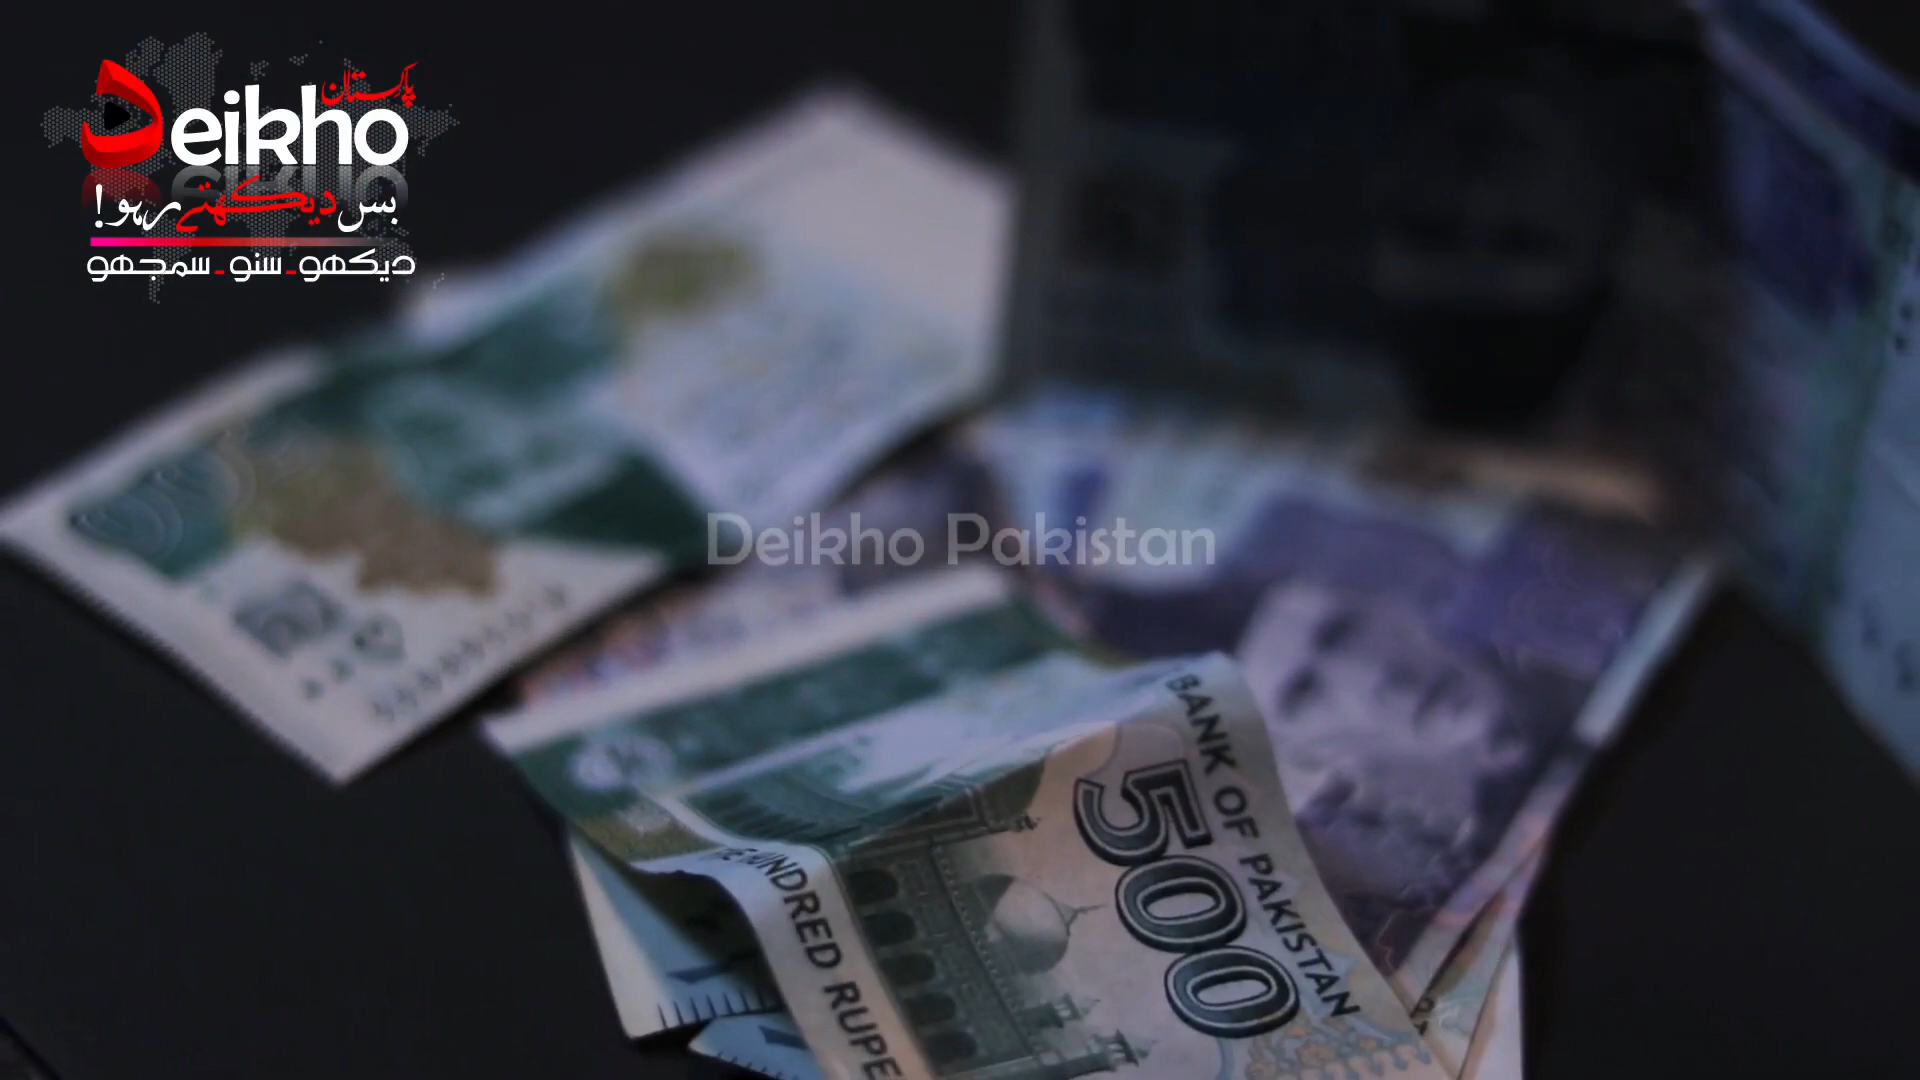 پاکستان
Deikho
بس دیکھتے رہو!
دیکھو - سنو - سمجھو
Deikho Pakistan
BANK OF PAKISTAN
500
HUNDRED RUPE